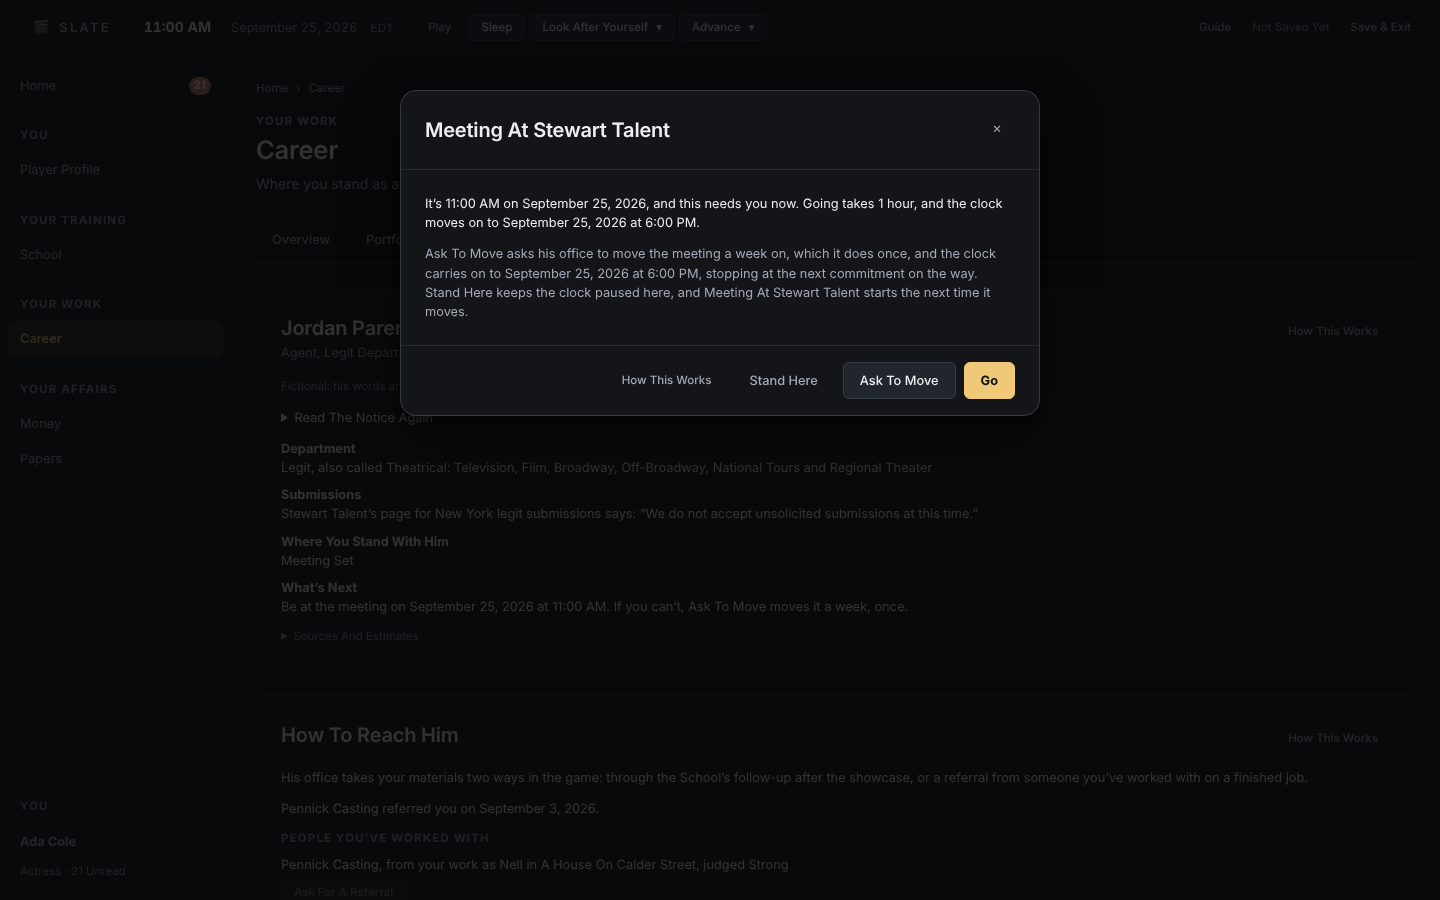 SLATE
11:00 AM
September 25, 2026
EDT
Play
Sleep
Look After Yourself
Advance
Guide
Not Saved Yet
Save & Exit
Home
21
YOU
Player Profile
YOUR TRAINING
School
YOUR WORK
Career
YOUR AFFAIRS
Money
Papers
YOU
Ada Cole
Actress · 21 Unread
Home › Career
YOUR WORK
Career
Where you stand as a
Overview
Portfo
Meeting At Stewart Talent
×
It’s 11:00 AM on September 25, 2026, and this needs you now. Going takes 1 hour, and the clock
moves on to September 25, 2026 at 6:00 PM.
Ask To Move asks his office to move the meeting a week on, which it does once, and the clock
carries on to September 25, 2026 at 6:00 PM, stopping at the next commitment on the way.
Stand Here keeps the clock paused here, and Meeting At Stewart Talent starts the next time it
moves.
How This Works
Stand Here
Ask To Move
Go
Jordan Paren
How This Works
Agent, Legit Depart
Fictional: his words ar
Read The Notice Again
Department
Legit, also called Theatrical: Television, Film, Broadway, Off-Broadway, National Tours and Regional Theater
Submissions
Stewart Talent’s page for New York legit submissions says: “We do not accept unsolicited submissions at this time.”
Where You Stand With Him
Meeting Set
What’s Next
Be at the meeting on September 25, 2026 at 11:00 AM. If you can’t, Ask To Move moves it a week, once.
Sources And Estimates
How To Reach Him
How This Works
His office takes your materials two ways in the game: through the School’s follow-up after the showcase, or a referral from someone you’ve worked with on a finished job.
Pennick Casting referred you on September 3, 2026.
PEOPLE YOU’VE WORKED WITH
Pennick Casting, from your work as Nell in A House On Calder Street, judged Strong
Ask For A Referral